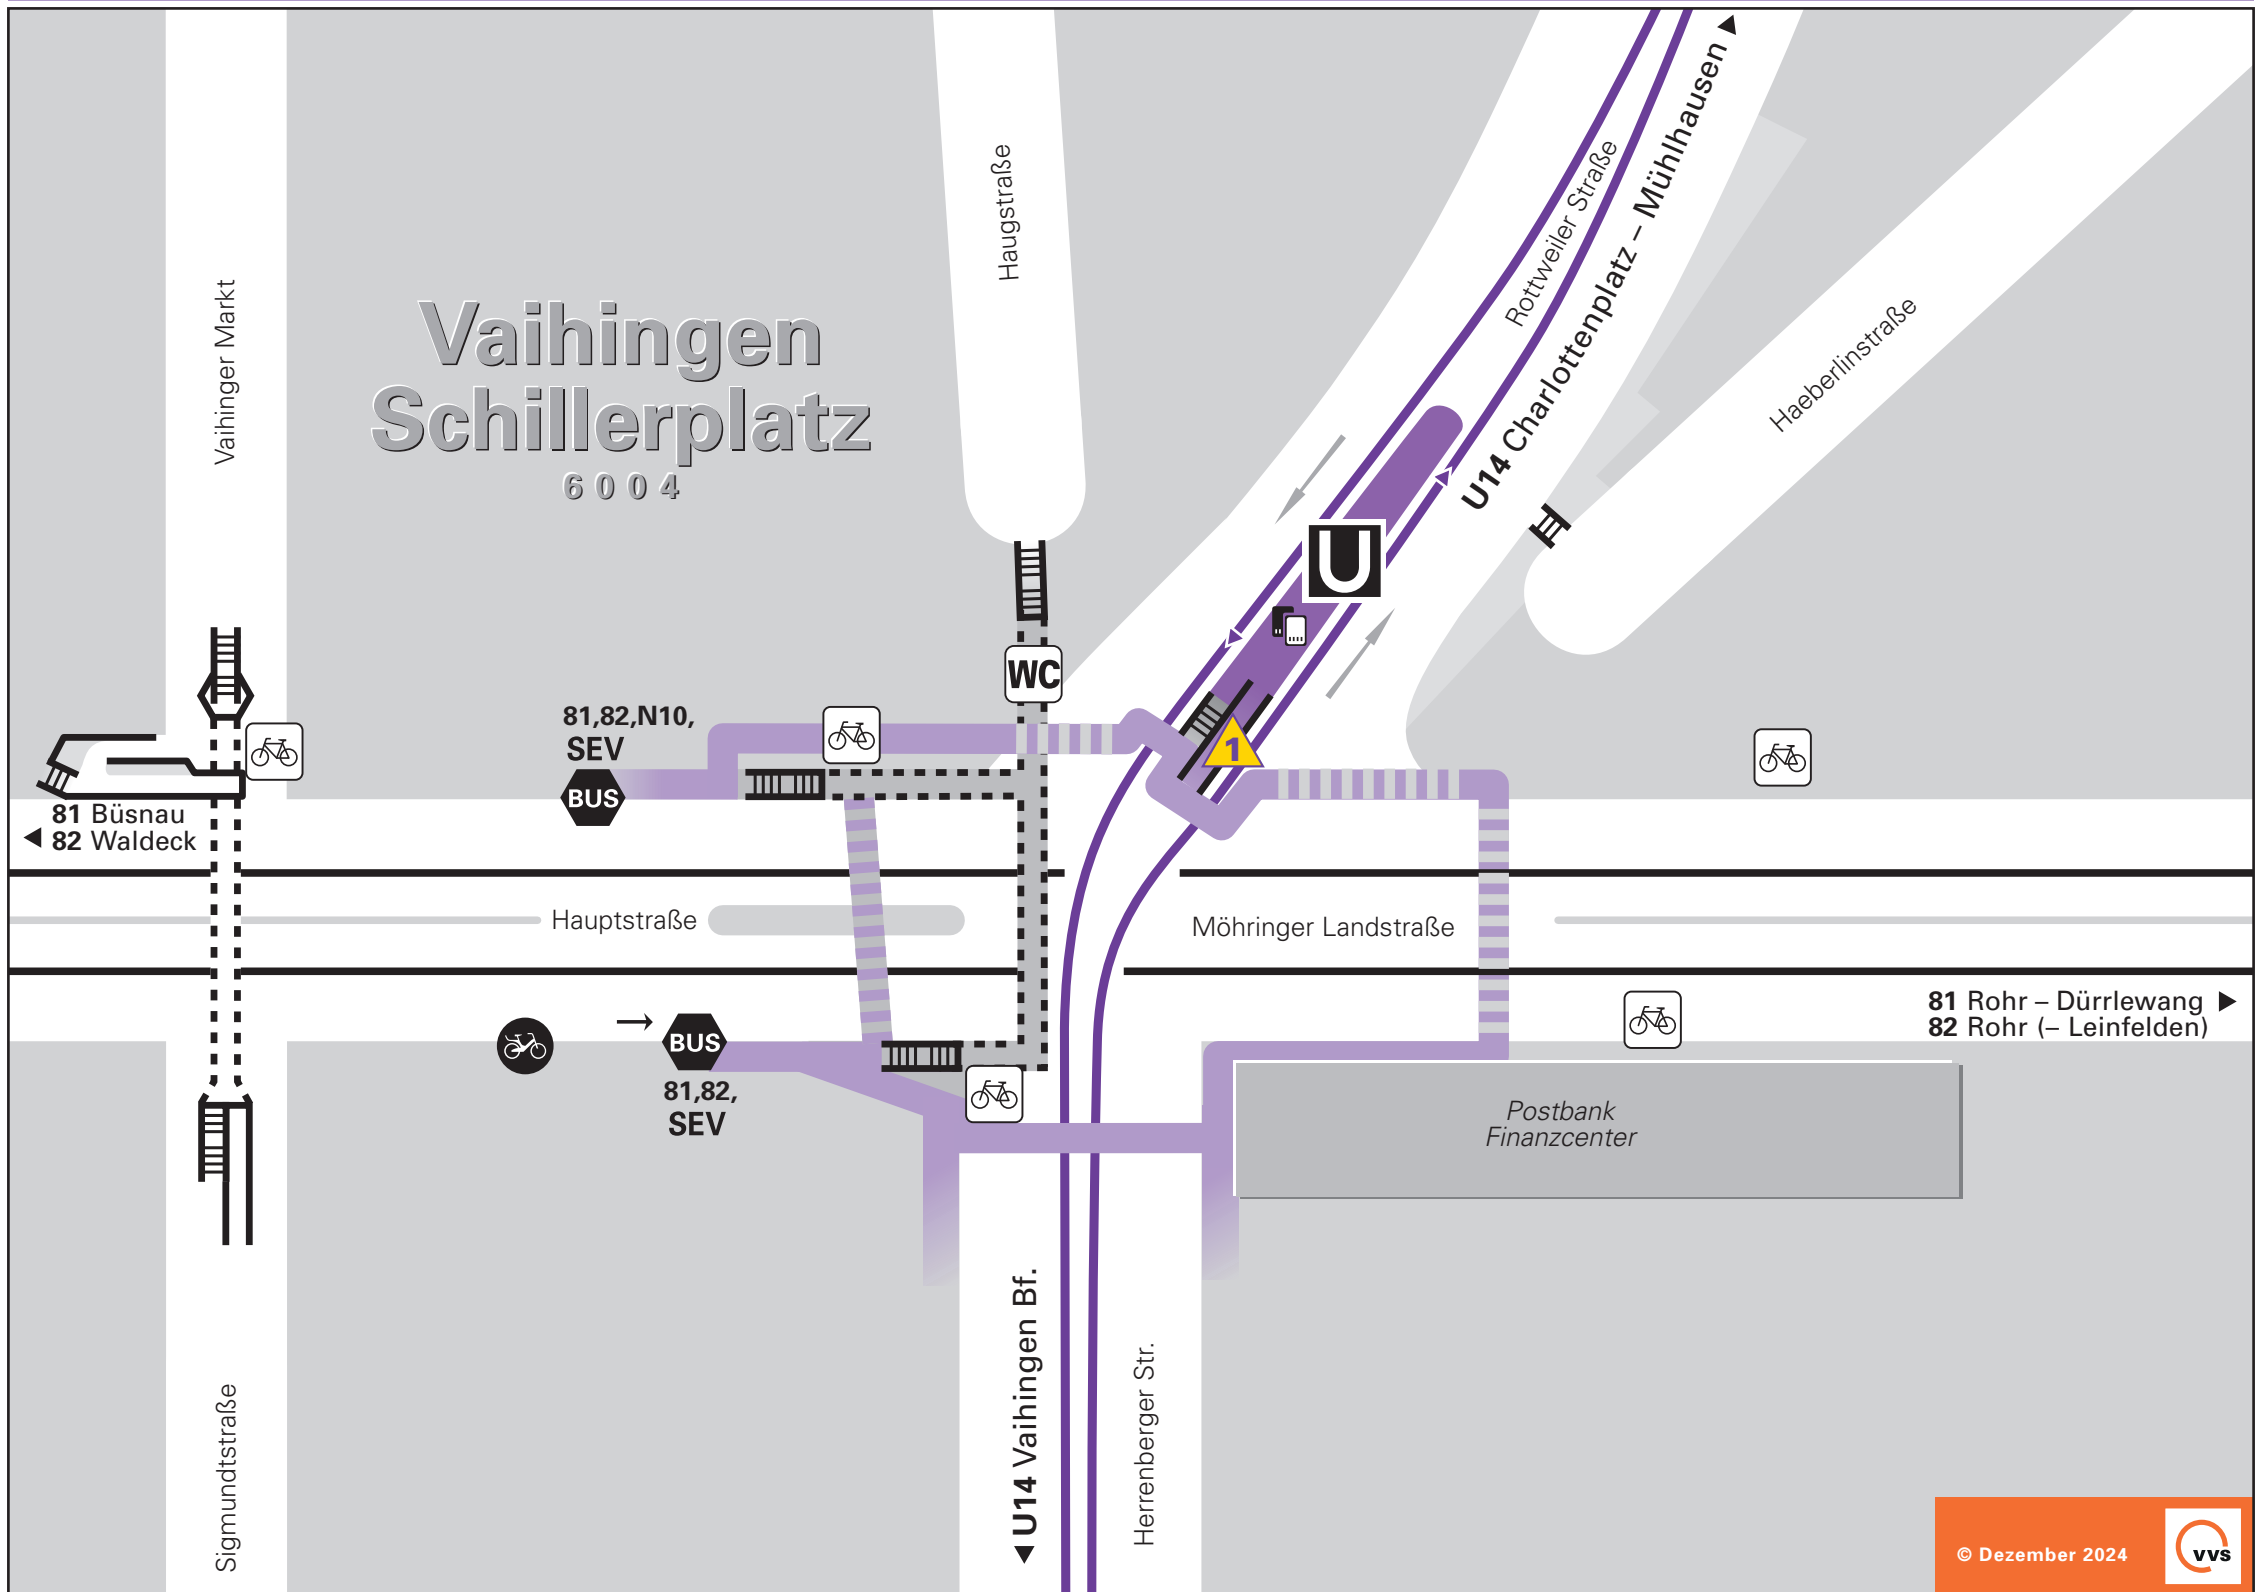 Vaihingen
Schillerplatz
6004
Vaihinger Markt
Haugstraße
Rottweiler Straße
U14 Charlottenplatz – Mühlhausen
Haeberlinstraße
U
WC
81,82,N10,
SEV
BUS
1
81 Büsnau
82 Waldeck
Hauptstraße
Möhringer Landstraße
BUS
81,82,
SEV
81 Rohr – Dürrlewang
82 Rohr (– Leinfelden)
Postbank
Finanzcenter
Sigmundtstraße
U14 Vaihingen Bf.
Herrenberger Str.
© Dezember 2024
vvs